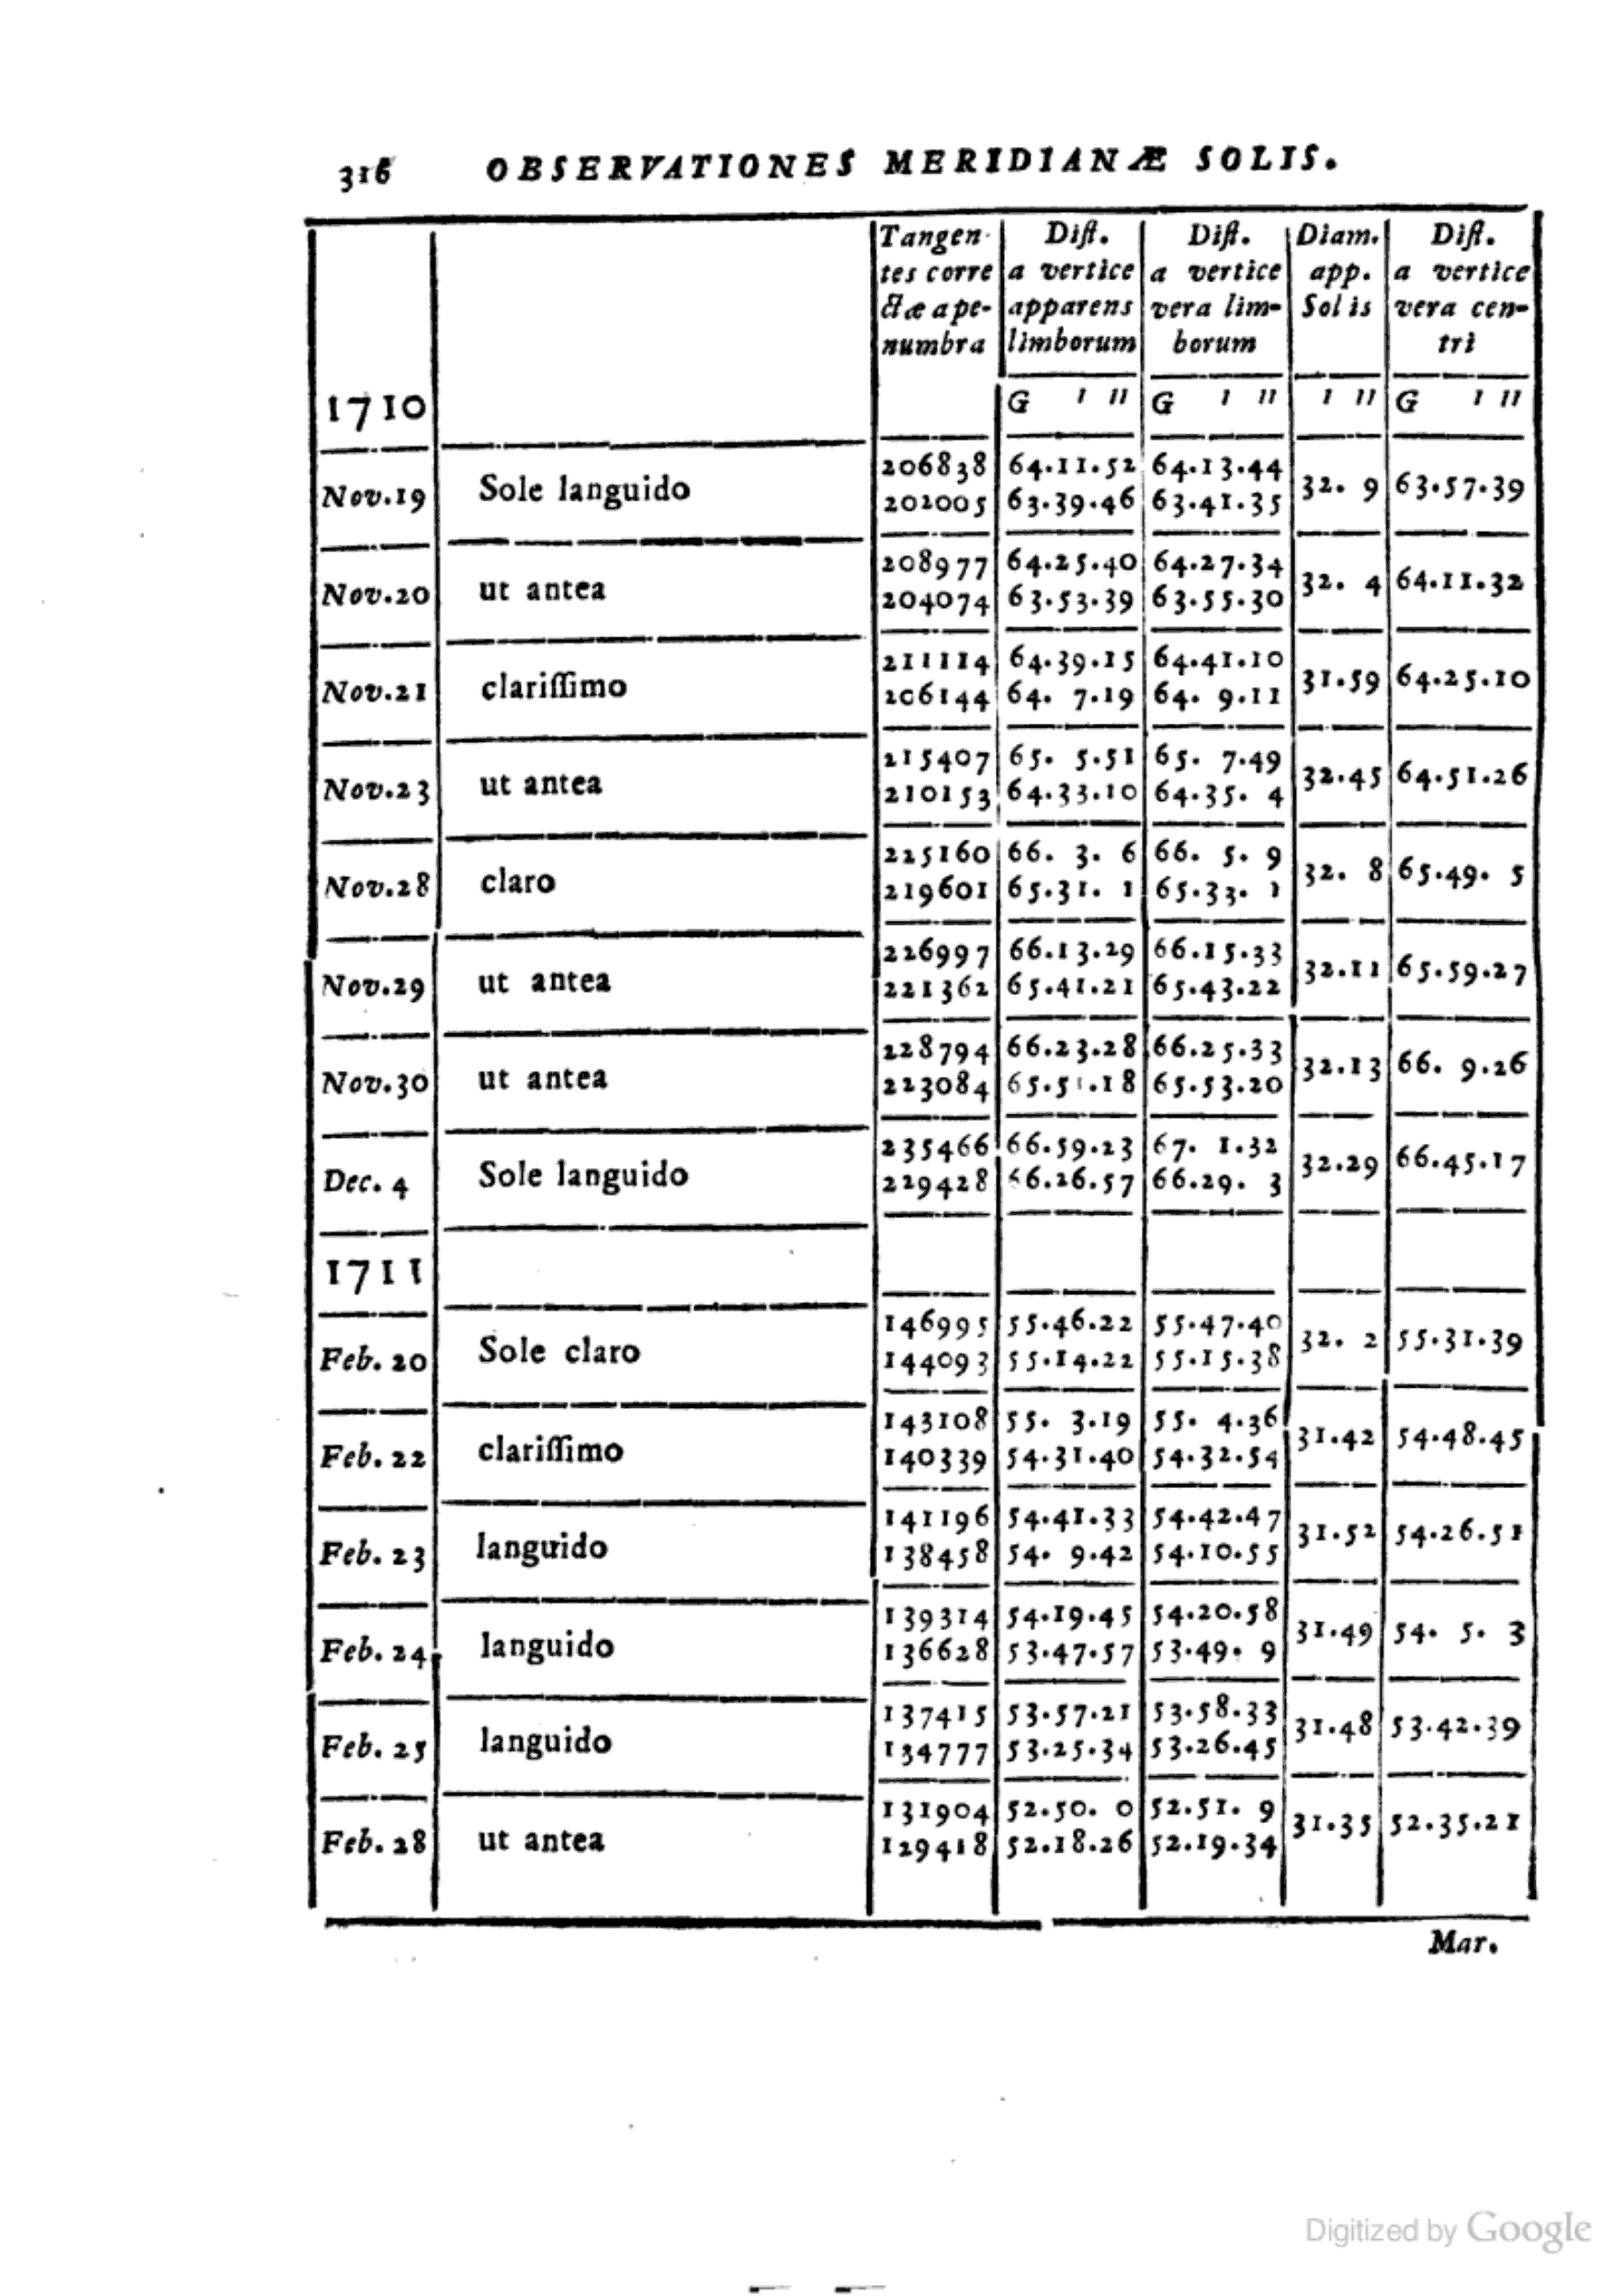 316 OBSERVATIONES MERIDIANÆ SOLIS.
Tangen- Dist. Dist. Diam. Dist.
tes corre a vertice a vertice app. a vertice
ctæ a pe- apparens vera lim- Solis vera cen-
numbra limborum borum tri
1710 G ı ıı G ı ıı ı ıı G ı ıı
206838 64.11.52 64.13.44
Nov.19 Sole languido 32. 9 63.57.39
202005 63.39.46 63.41.35
208977 64.25.40 64.27.34
Nov.20 ut antea 32. 4 64.11.32
204074 63.53.39 63.55.30
211114 64.39.15 64.41.10
Nov.21 clarissimo 31.59 64.25.10
206144 64. 7.19 64. 9.11
215407 65. 5.51 65. 7.49
Nov.23 ut antea 32.45 64.51.26
210153 64.33.10 64.35. 4
225160 66. 3. 6 66. 5. 9
Nov.28 claro 32. 8 65.49. 5
219601 65.31. 1 65.33. 1
226997 66.13.29 66.15.33
Nov.29 ut antea 32.11 65.59.27
221362 65.41.21 65.43.22
228794 66.23.28 66.25.33
Nov.30 ut antea 32.13 66. 9.26
223084 65.51.18 65.53.20
235466 66.59.23 67. 1.32
Dec. 4 Sole languido 32.29 66.45.17
229428 66.26.57 66.29. 3
1711
146995 55.46.22 55.47.40
Feb. 20 Sole claro 32. 2 55.31.39
144093 55.14.22 55.15.38
143108 55. 3.19 55. 4.36
Feb. 22 clarissimo 31.42 54.48.45
140339 54.31.40 54.32.54
141196 54.41.33 54.42.47
Feb. 23 languido 31.52 54.26.51
138458 54. 9.42 54.10.55
139314 54.19.45 54.20.58
Feb. 24 languido 31.49 54. 5. 3
136628 53.47.57 53.49. 9
137415 53.57.21 53.58.33
Feb. 25 languido 31.48 53.42.39
134777 53.25.34 53.26.45
131904 52.50. 0 52.51. 9
Feb. 28 ut antea 31.35 52.35.21
129418 52.18.26 52.19.34
Mar.
Digitized by Google